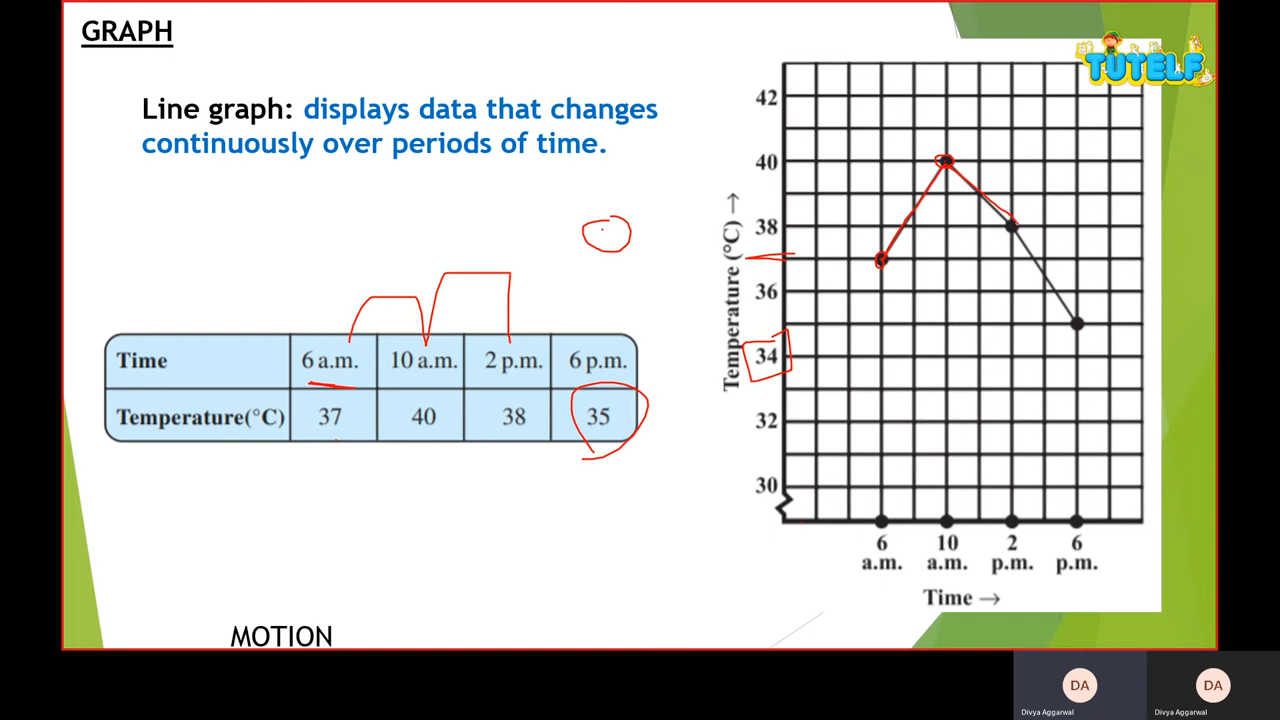 GRAPH
TUTELF
Line graph: displays data that changes
continuously over periods of time.
Time 6 a.m. 10 a.m. 2 p.m. 6 p.m.
Temperature(°C) 37 40 38 35
Temperature (°C) →
42
40
38
36
34
32
30
6 10 2 6
a.m. a.m. p.m. p.m.
Time →
MOTION
DA DA
Divya Aggarwal Divya Aggarwal